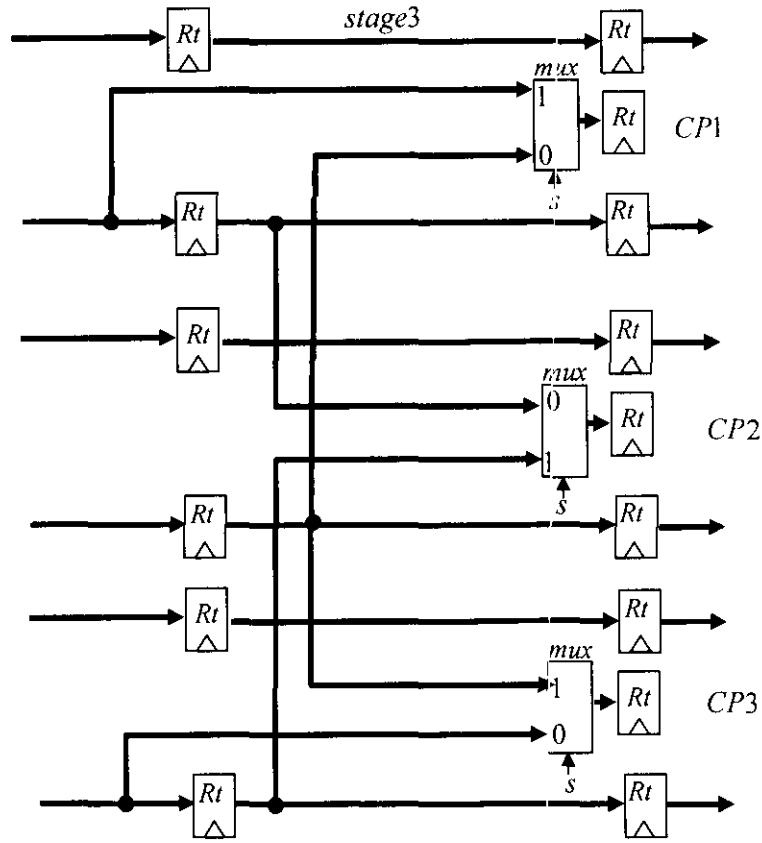 Rt stage3 Rt
mux
1 Rt CP1
0
s
Rt Rt
Rt Rt
mux
0 Rt CP2
1
s
Rt Rt
Rt Rt
mux
1 Rt CP3
0
s
Rt Rt